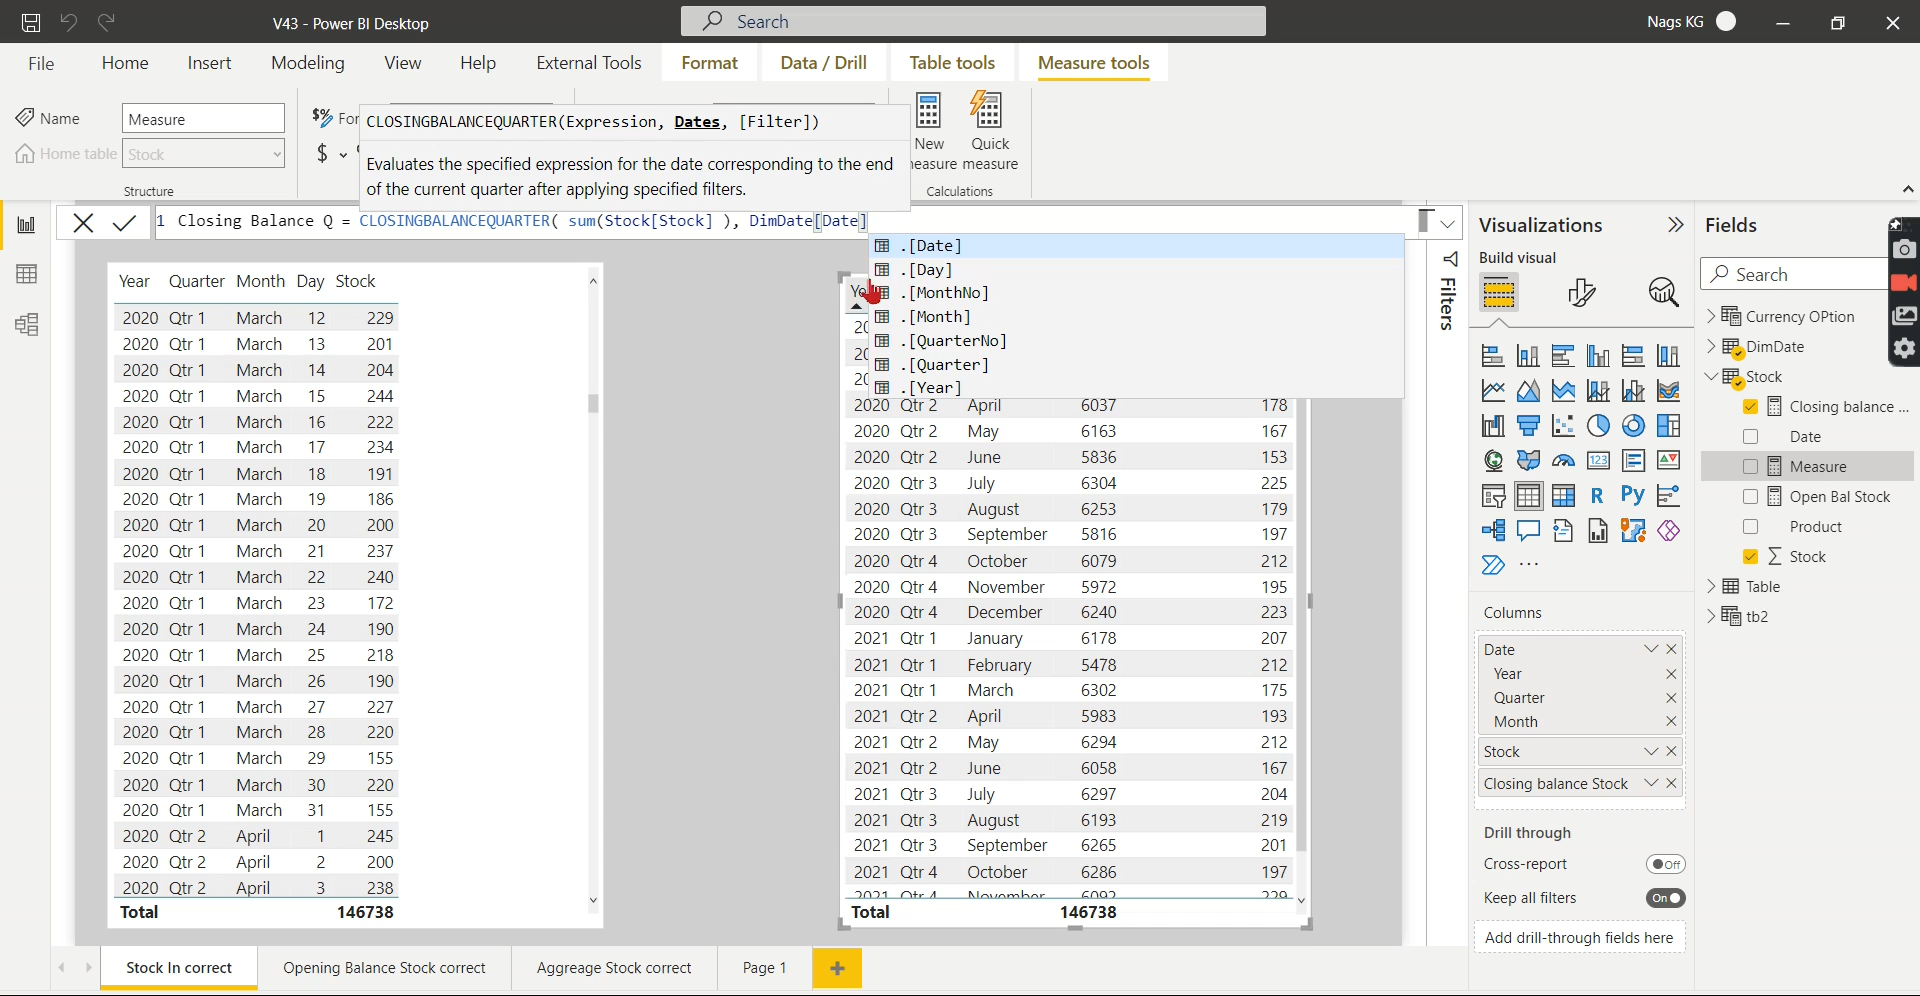 V43 - Power BI Desktop
Search
Nags KG
File
Home
Insert
Modeling
View
Help
External Tools
Format
Data / Drill
Table tools
Measure tools
Name
Measure
Home table
Stock
Structure
$%
For
$
CLOSINGBALANCEQUARTER(Expression, Dates, [Filter])
Evaluates the specified expression for the date corresponding to the end
of the current quarter after applying specified filters.
New
easure
Quick
measure
Calculations
1 Closing Balance Q = CLOSINGBALANCEQUARTER( sum(Stock[Stock] ), DimDate[Date]
.[Date]
.[Day]
.[MonthNo]
.[Month]
.[QuarterNo]
.[Quarter]
.[Year]
Year Quarter Month Day Stock
2020 Qtr 1 March 12 229
2020 Qtr 1 March 13 201
2020 Qtr 1 March 14 204
2020 Qtr 1 March 15 244
2020 Qtr 1 March 16 222
2020 Qtr 1 March 17 234
2020 Qtr 1 March 18 191
2020 Qtr 1 March 19 186
2020 Qtr 1 March 20 200
2020 Qtr 1 March 21 237
2020 Qtr 1 March 22 240
2020 Qtr 1 March 23 172
2020 Qtr 1 March 24 190
2020 Qtr 1 March 25 218
2020 Qtr 1 March 26 190
2020 Qtr 1 March 27 227
2020 Qtr 1 March 28 220
2020 Qtr 1 March 29 155
2020 Qtr 1 March 30 220
2020 Qtr 1 March 31 155
2020 Qtr 2 April 1 245
2020 Qtr 2 April 2 200
2020 Qtr 2 April 3 238
Total 146738
2020 Qtr 2 April 6037 178
2020 Qtr 2 May 6163 167
2020 Qtr 2 June 5836 153
2020 Qtr 3 July 6304 225
2020 Qtr 3 August 6253 179
2020 Qtr 3 September 5816 197
2020 Qtr 4 October 6079 212
2020 Qtr 4 November 5972 195
2020 Qtr 4 December 6240 223
2021 Qtr 1 January 6178 207
2021 Qtr 1 February 5478 212
2021 Qtr 1 March 6302 175
2021 Qtr 2 April 5983 193
2021 Qtr 2 May 6294 212
2021 Qtr 2 June 6058 167
2021 Qtr 3 July 6297 204
2021 Qtr 3 August 6193 219
2021 Qtr 3 September 6265 201
2021 Qtr 4 October 6286 197
2021 Qtr 4 November 6092 229
Total 146738
Filters
Visualizations
Build visual
123
R
Py
Columns
Date
Year
Quarter
Month
Stock
Closing balance Stock
Drill through
Cross-report
Off
Keep all filters
On
Add drill-through fields here
Fields
Search
Currency OPtion
DimDate
Stock
Closing balance ...
Date
Measure
Open Bal Stock
Product
Stock
Table
tb2
Stock In correct
Opening Balance Stock correct
Aggreage Stock correct
Page 1